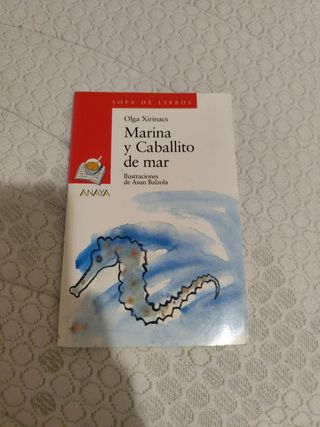 SOPA DE LIBROS
Olga Xirinacs
Marina
y Caballito
de mar
Ilustraciones
de Asun Balzola
ANAYA